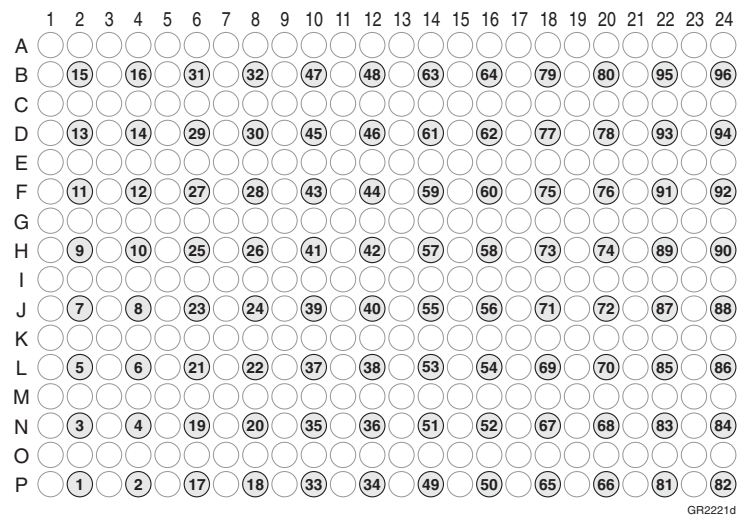 1 2 3 4 5 6 7 8 9 10 11 12 13 14 15 16 17 18 19 20 21 22 23 24
A
B 15 16 31 32 47 48 63 64 79 80 95 96
C
D 13 14 29 30 45 46 61 62 77 78 93 94
E
F 11 12 27 28 43 44 59 60 75 76 91 92
G
H 9 10 25 26 41 42 57 58 73 74 89 90
I
J 7 8 23 24 39 40 55 56 71 72 87 88
K
L 5 6 21 22 37 38 53 54 69 70 85 86
M
N 3 4 19 20 35 36 51 52 67 68 83 84
O
P 1 2 17 18 33 34 49 50 65 66 81 82
GR2221d